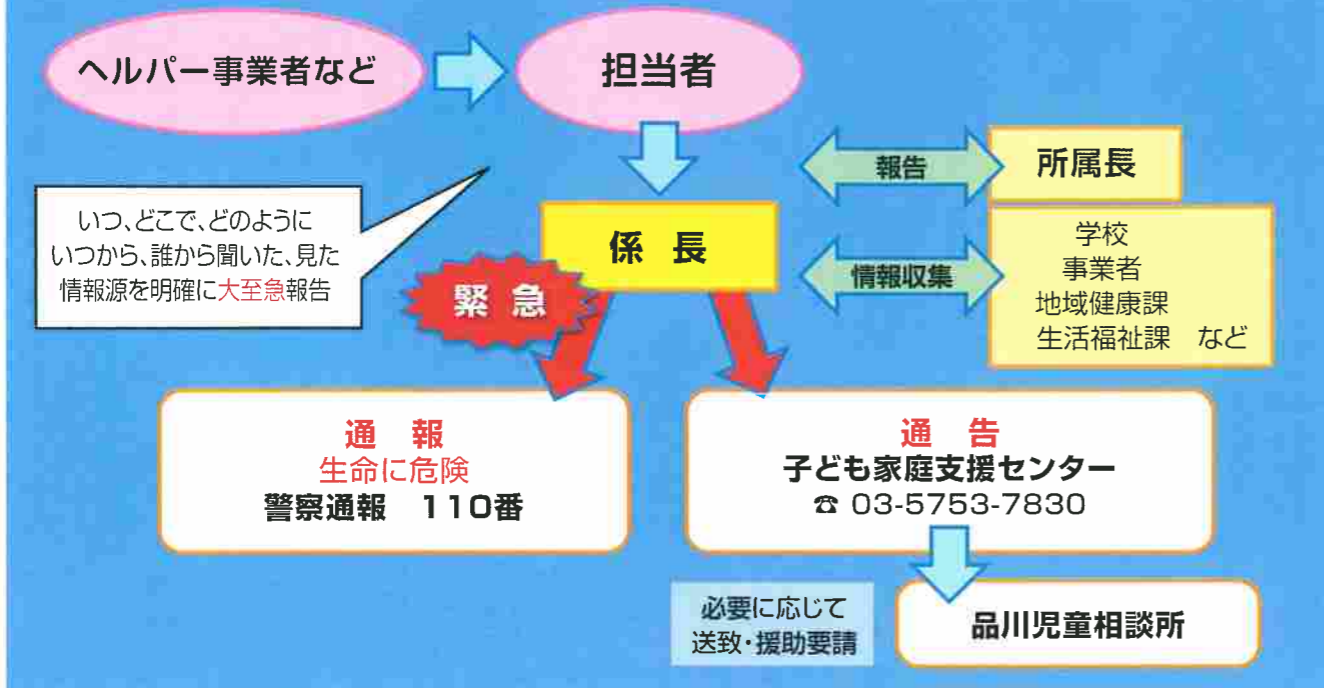 ヘルパー事業者など
担当者
報告
所属長
いつ、どこで、どのように
いつから、誰から聞いた、見た
情報源を明確に大至急報告
係 長
緊 急
情報収集
学校
事業者
地域健康課
生活福祉課　など
通 報
生命に危険
警察通報　110番
通 告
子ども家庭支援センター
☎ 03-5753-7830
必要に応じて
送致・援助要請
品川児童相談所